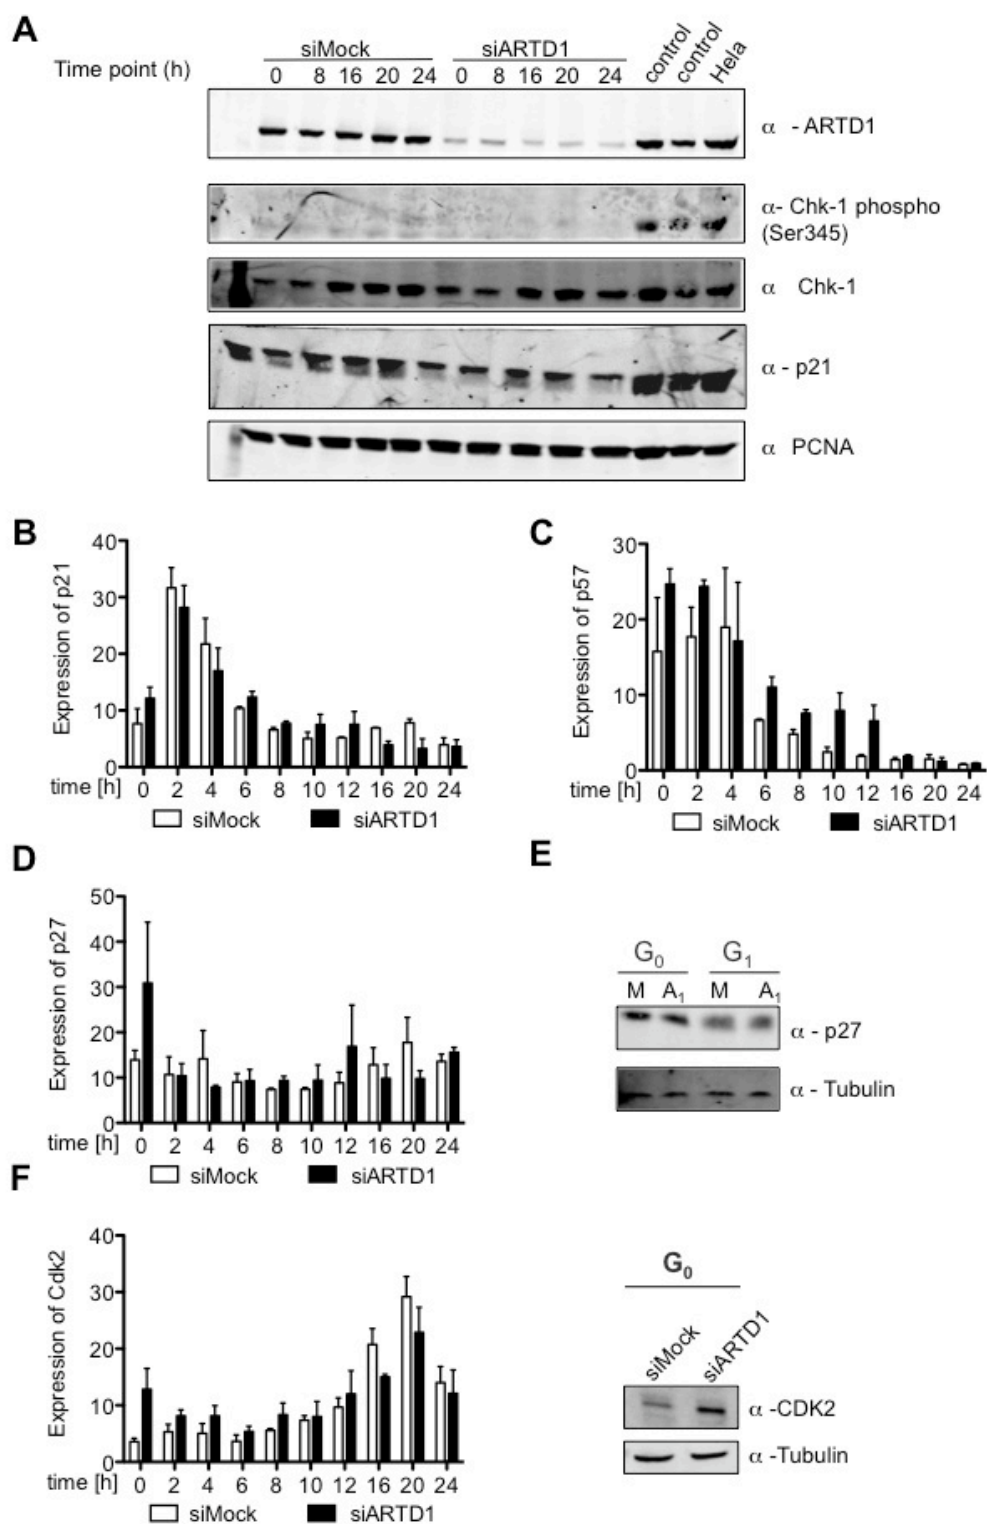 A
siMock siARTD1 control control Hela
Time point (h) 0 8 16 20 24 0 8 16 20 24
α - ARTD1
α- Chk-1 phospho
(Ser345)
α Chk-1
α - p21
α PCNA
B
Expression of p21
40
30
20
10
0
time [h] 0 2 4 6 8 10 12 16 20 24
siMock siARTD1
C
Expression of p57
30
20
10
0
time [h] 0 2 4 6 8 10 12 16 20 24
siMock siARTD1
D
Expression of p27
50
40
30
20
10
0
time [h] 0 2 4 6 8 10 12 16 20 24
siMock siARTD1
E
G0 G1
M A1 M A1
α - p27
α - Tubulin
F
Expression of Cdk2
40
30
20
10
0
time [h] 0 2 4 6 8 10 12 16 20 24
siMock siARTD1
G0
siMock siARTD1
α -CDK2
α -Tubulin